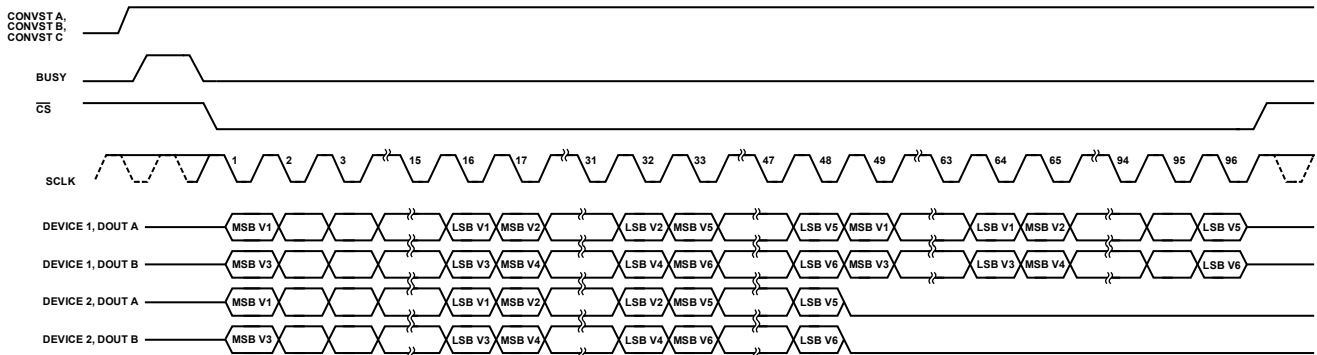 CONVST A,
CONVST B,
CONVST C
BUSY
CS
SCLK
1 2 3 15 16 17 31 32 33 47 48 49 63 64 65 94 95 96
DEVICE 1, DOUT A MSB V1 LSB V1 MSB V2 LSB V2 MSB V5 LSB V5 MSB V1 LSB V1 MSB V2 LSB V5
DEVICE 1, DOUT B MSB V3 LSB V3 MSB V4 LSB V4 MSB V6 LSB V6 MSB V3 LSB V3 MSB V4 LSB V6
DEVICE 2, DOUT A MSB V1 LSB V1 MSB V2 LSB V2 MSB V5 LSB V5
DEVICE 2, DOUT B MSB V3 LSB V3 MSB V4 LSB V4 MSB V6 LSB V6